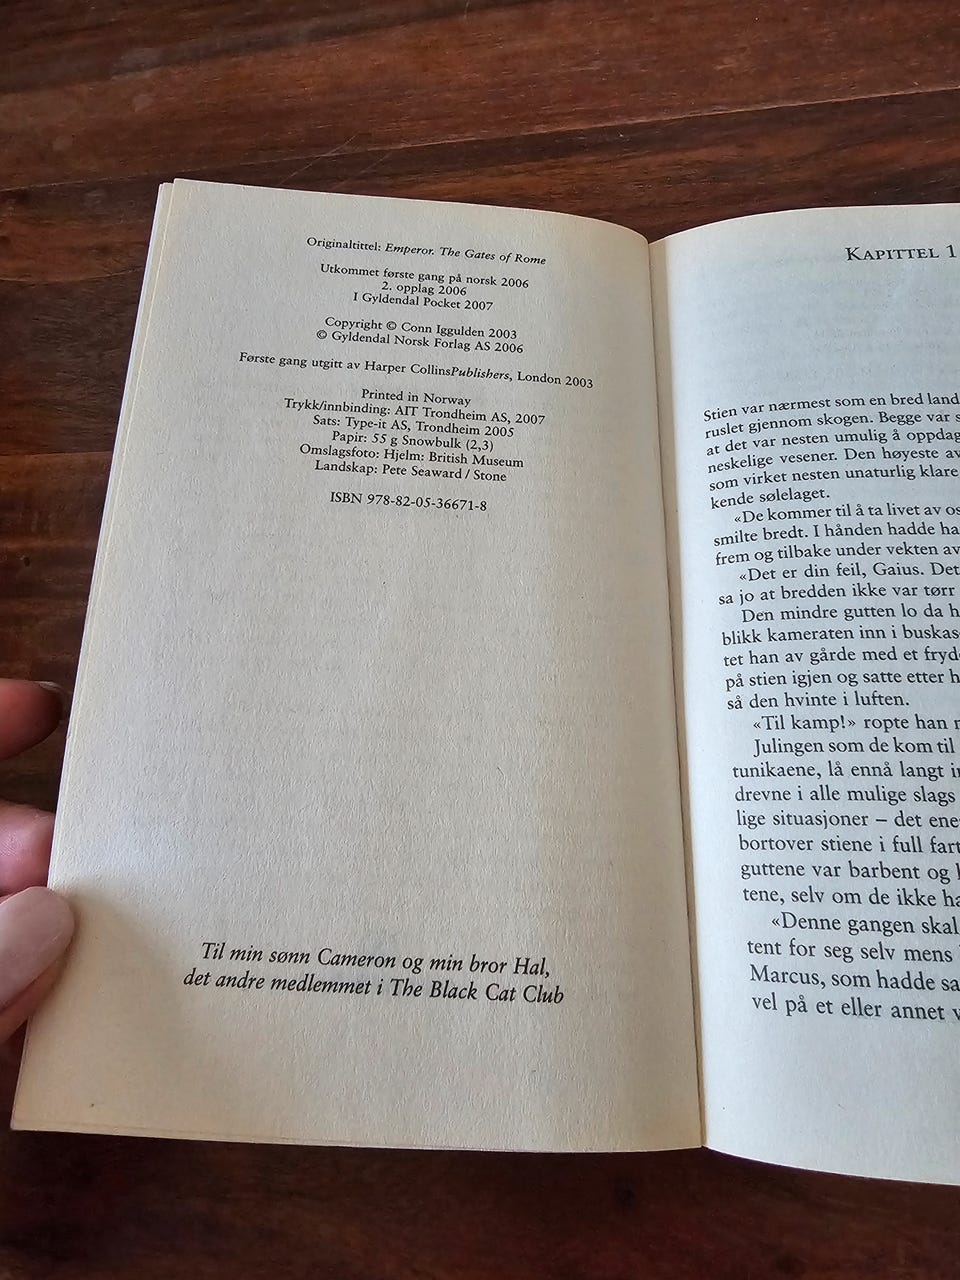 Originaltittel: Emperor. The Gates of Rome
Utkommet første gang på norsk 2006
2. opplag 2006
I Gyldendal Pocket 2007
Copyright © Conn Iggulden 2003
© Gyldendal Norsk Forlag AS 2006
Første gang utgitt av Harper CollinsPublishers, London 2003
Printed in Norway
Trykk/innbinding: AIT Trondheim AS, 2007
Sats: Type-it AS, Trondheim 2005
Papir: 55 g Snowbulk (2,3)
Omslagsfoto: Hjelm: British Museum
Landskap: Pete Seaward / Stone
ISBN 978-82-05-36671-8
Til min sønn Cameron og min bror Hal,
det andre medlemmet i The Black Cat Club
KAPITTEL 1
Stien var nærmest som en bred land
ruslet gjennom skogen. Begge var s
at det var nesten umulig å oppdag
neskelige vesener. Den høyeste av
som virket nesten unaturlig klare
kende sølelaget.
«De kommer til å ta livet av os
smilte bredt. I hånden hadde ha
frem og tilbake under vekten av
«Det er din feil, Gaius. Det
sa jo at bredden ikke var tørr
Den mindre gutten lo da h
blikk kameraten inn i buskas
tet han av gårde med et fryd
på stien igjen og satte etter h
så den hvinte i luften.
«Til kamp!» ropte han
Julingen som de kom til
tunikaene, lå ennå langt i
drevne i alle mulige slags
lige situasjoner – det ene
bortover stiene i full fart
guttene var barbent og
tene, selv om de ikke ha
«Denne gangen skal
tent for seg selv mens
Marcus, som hadde sa
vel på et eller annet v